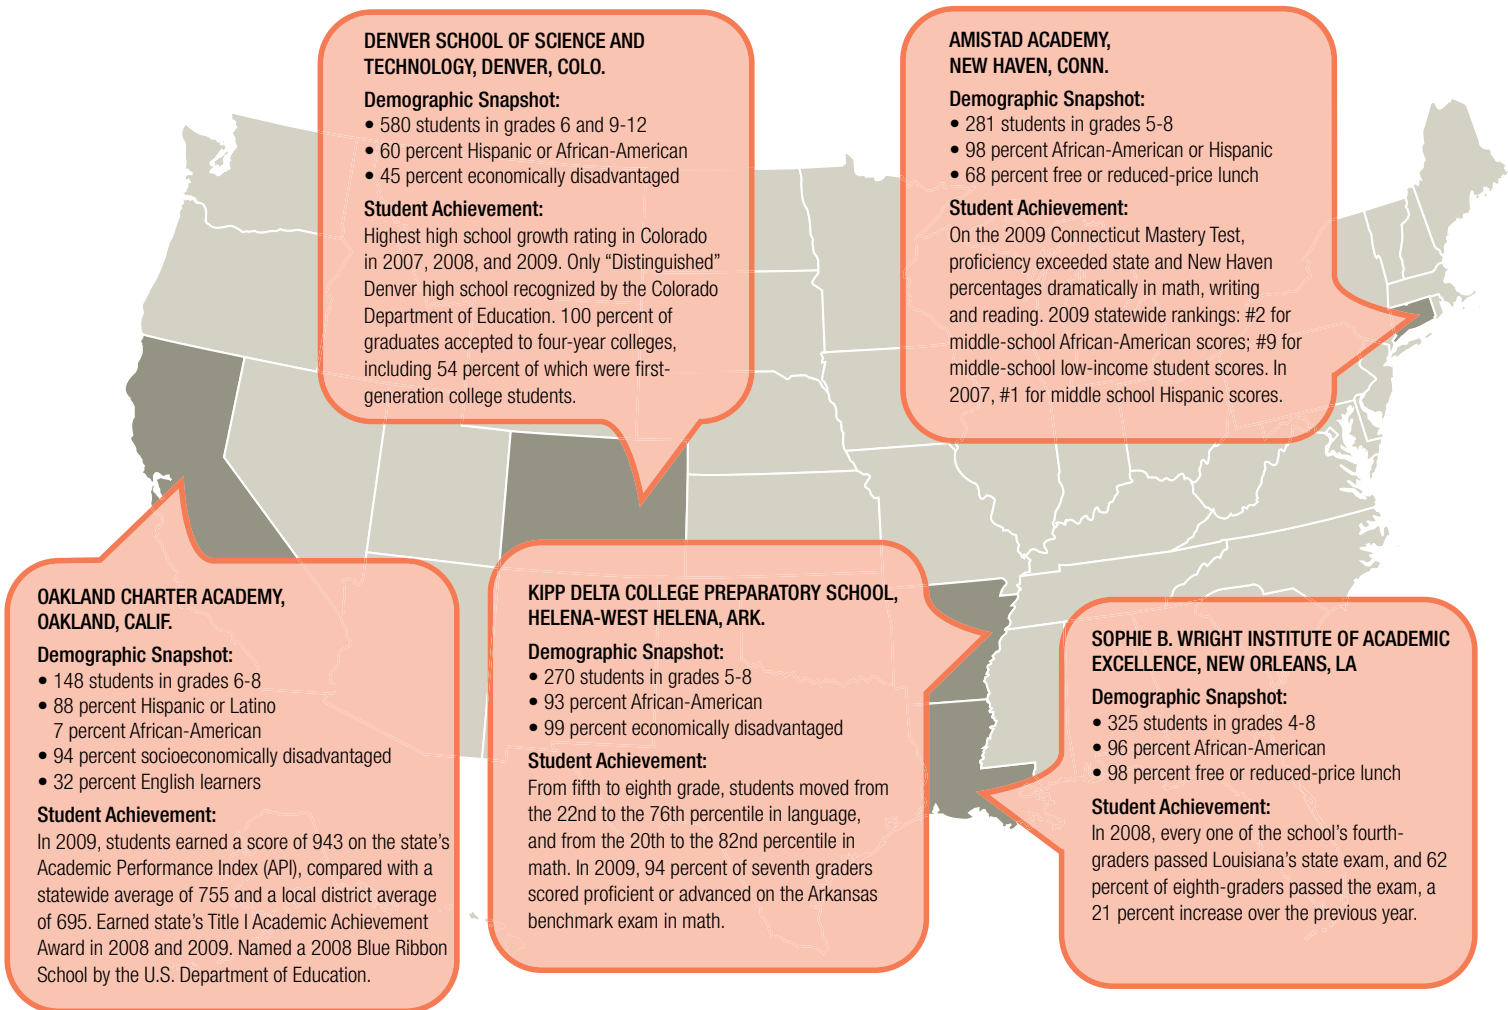 DENVER SCHOOL OF SCIENCE AND
TECHNOLOGY, DENVER, COLO.
Demographic Snapshot:
• 580 students in grades 6 and 9-12
• 60 percent Hispanic or African-American
• 45 percent economically disadvantaged
Student Achievement:
Highest high school growth rating in Colorado
in 2007, 2008, and 2009. Only “Distinguished”
Denver high school recognized by the Colorado
Department of Education. 100 percent of
graduates accepted to four-year colleges,
including 54 percent of which were first-
generation college students.
AMISTAD ACADEMY,
NEW HAVEN, CONN.
Demographic Snapshot:
• 281 students in grades 5-8
• 98 percent African-American or Hispanic
• 68 percent free or reduced-price lunch
Student Achievement:
On the 2009 Connecticut Mastery Test,
proficiency exceeded state and New Haven
percentages dramatically in math, writing
and reading. 2009 statewide rankings: #2 for
middle-school African-American scores; #9 for
middle-school low-income student scores. In
2007, #1 for middle school Hispanic scores.
OAKLAND CHARTER ACADEMY,
OAKLAND, CALIF.
Demographic Snapshot:
• 148 students in grades 6-8
• 88 percent Hispanic or Latino
7 percent African-American
• 94 percent socioeconomically disadvantaged
• 32 percent English learners
Student Achievement:
In 2009, students earned a score of 943 on the state’s
Academic Performance Index (API), compared with a
statewide average of 755 and a local district average
of 695. Earned state’s Title I Academic Achievement
Award in 2008 and 2009. Named a 2008 Blue Ribbon
School by the U.S. Department of Education.
KIPP DELTA COLLEGE PREPARATORY SCHOOL,
HELENA-WEST HELENA, ARK.
Demographic Snapshot:
• 270 students in grades 5-8
• 93 percent African-American
• 99 percent economically disadvantaged
Student Achievement:
From fifth to eighth grade, students moved from
the 22nd to the 76th percentile in language,
and from the 20th to the 82nd percentile in
math. In 2009, 94 percent of seventh graders
scored proficient or advanced on the Arkansas
benchmark exam in math.
SOPHIE B. WRIGHT INSTITUTE OF ACADEMIC
EXCELLENCE, NEW ORLEANS, LA
Demographic Snapshot:
• 325 students in grades 4-8
• 96 percent African-American
• 98 percent free or reduced-price lunch
Student Achievement:
In 2008, every one of the school’s fourth-
graders passed Louisiana’s state exam, and 62
percent of eighth-graders passed the exam, a
21 percent increase over the previous year.